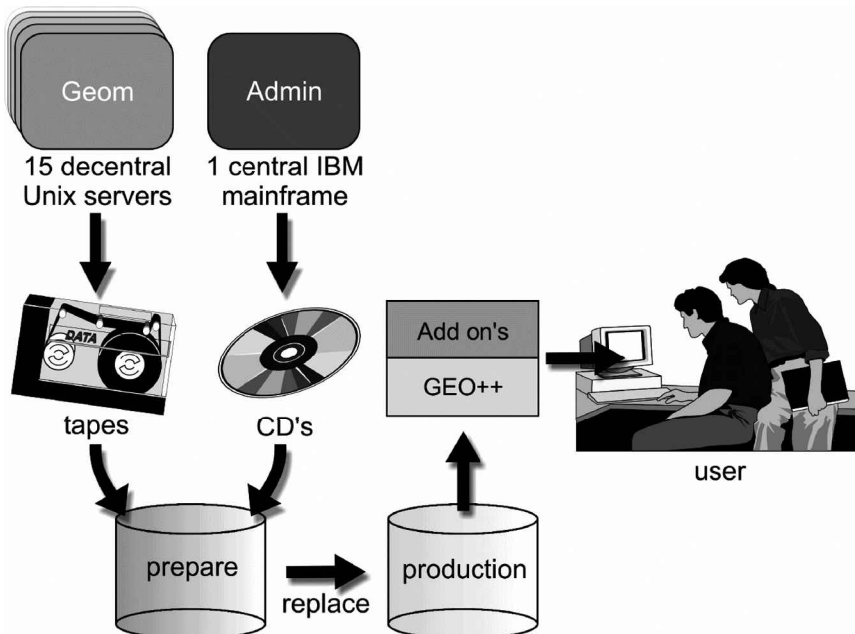 Geom
Admin
15 decentral
Unix servers
1 central IBM
mainframe
DATA
tapes
CD's
Add on's
GEO++
user
prepare
replace
production